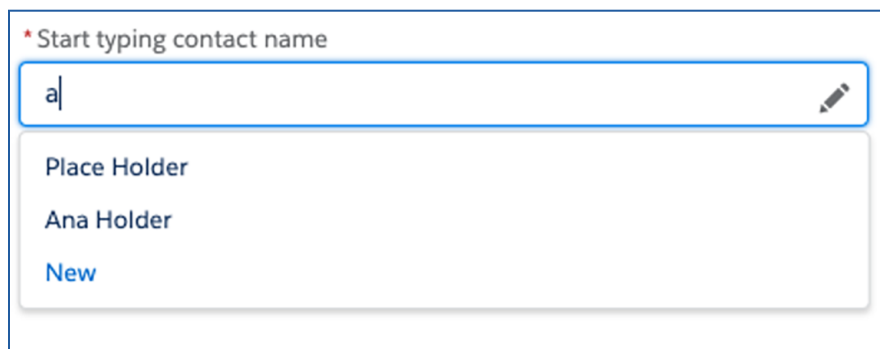 * Start typing contact name
a
Place Holder
Ana Holder
New